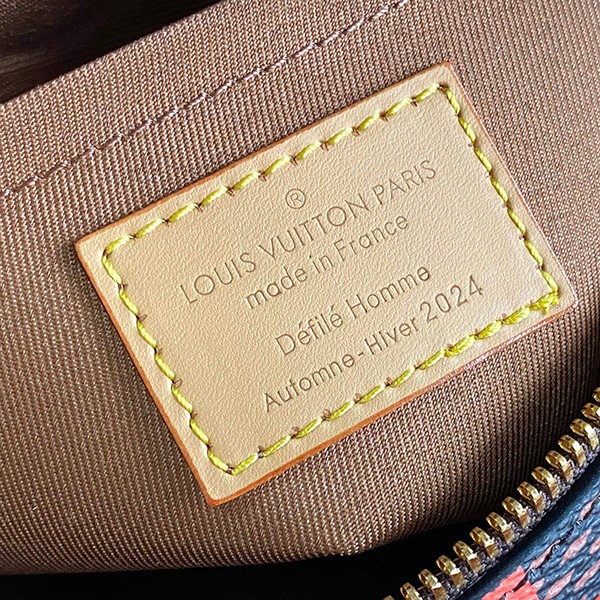 ®
LOUIS VUITTON PARIS
made in France
Défilé Homme
Automne-Hiver 2024